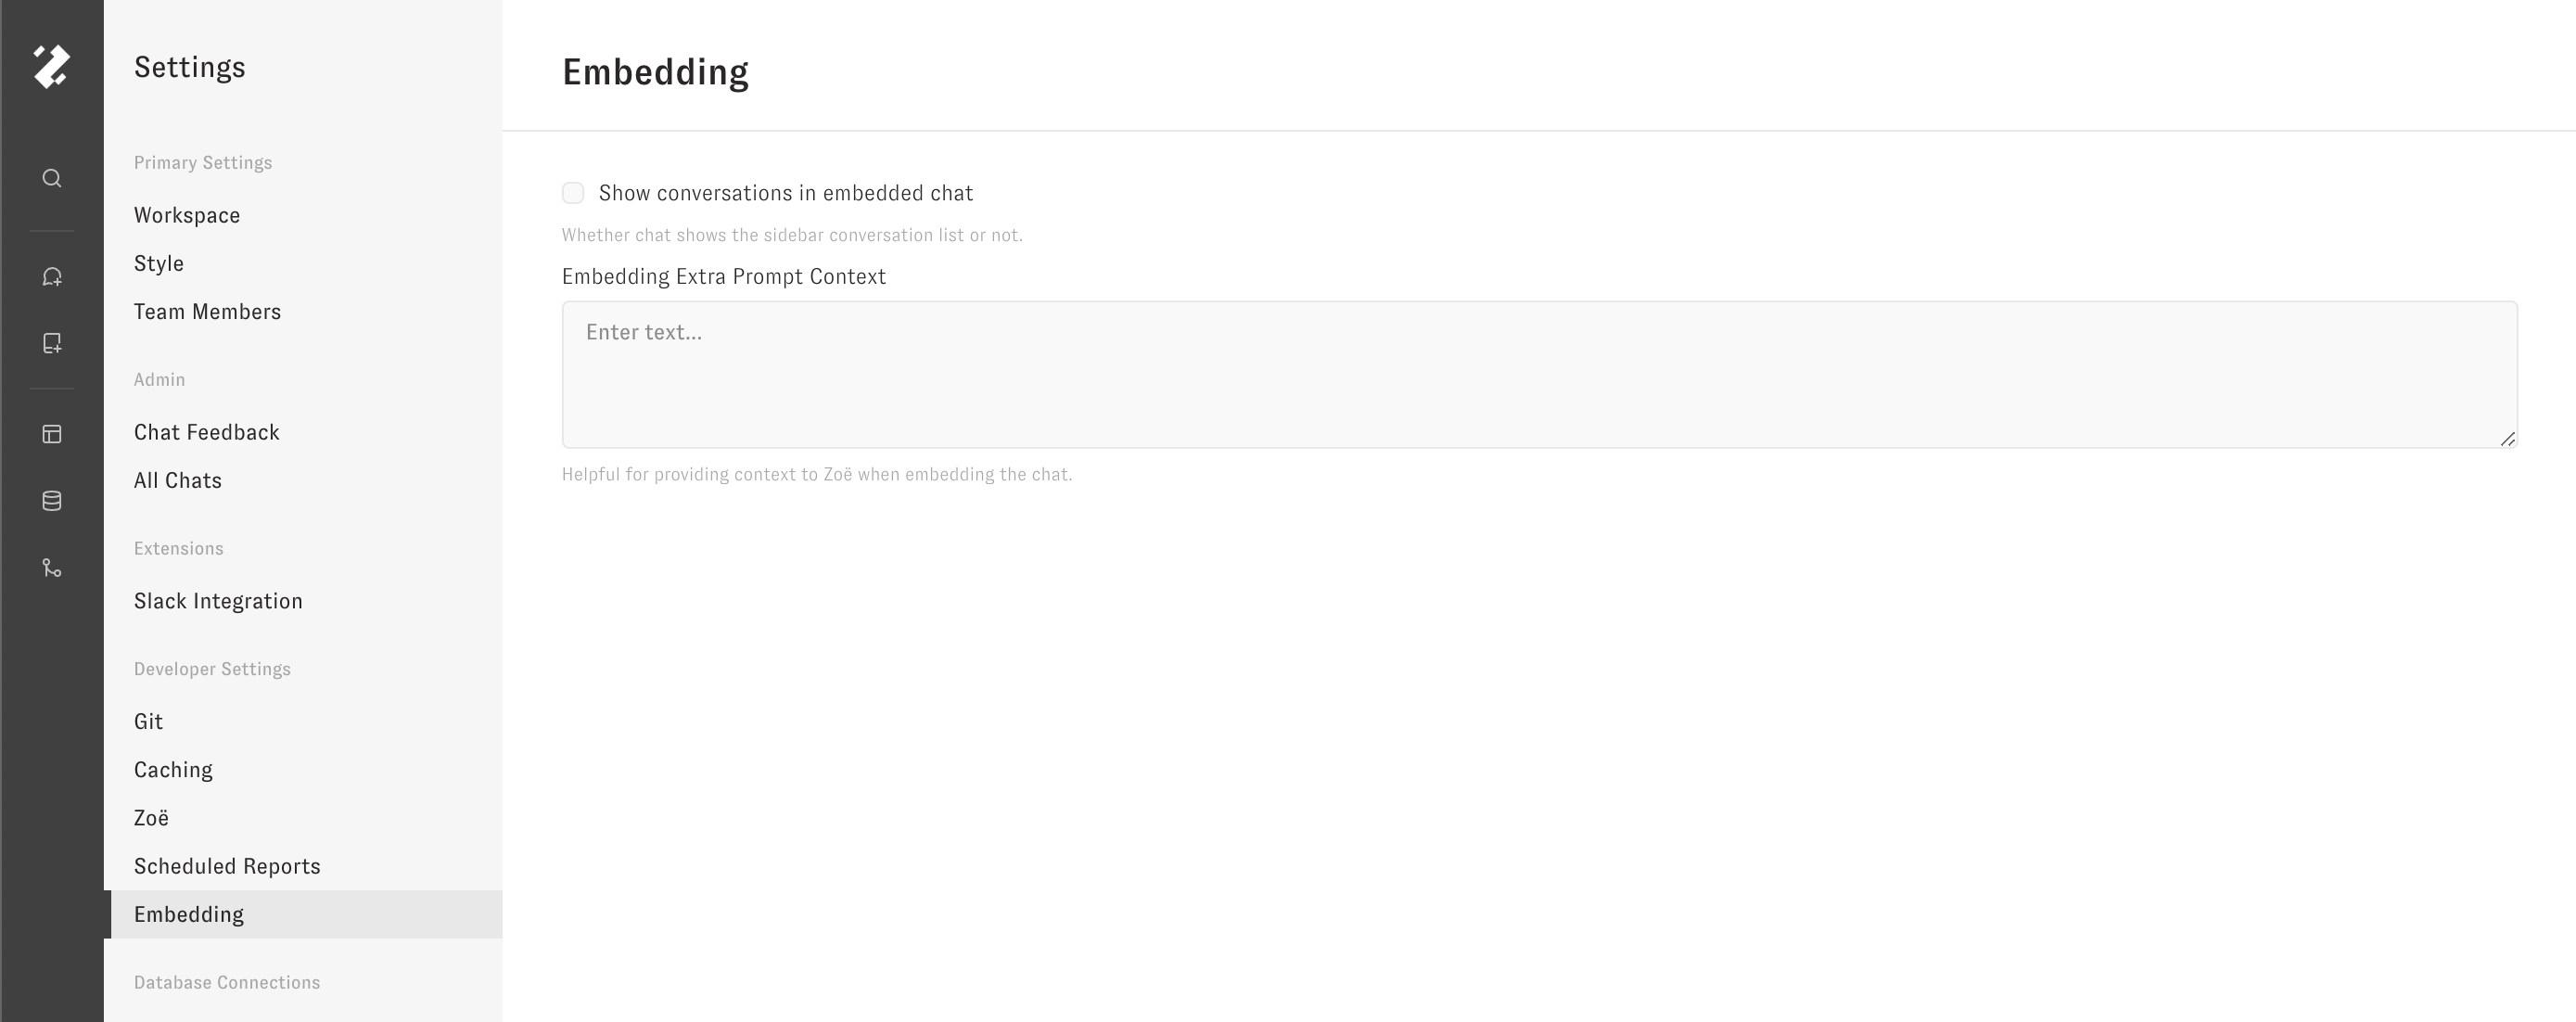 Settings
Primary Settings
Workspace
Style
Team Members
Admin
Chat Feedback
All Chats
Extensions
Slack Integration
Developer Settings
Git
Caching
Zoë
Scheduled Reports
Embedding
Database Connections
Embedding
Show conversations in embedded chat
Whether chat shows the sidebar conversation list or not.
Embedding Extra Prompt Context
Enter text...
Helpful for providing context to Zoë when embedding the chat.